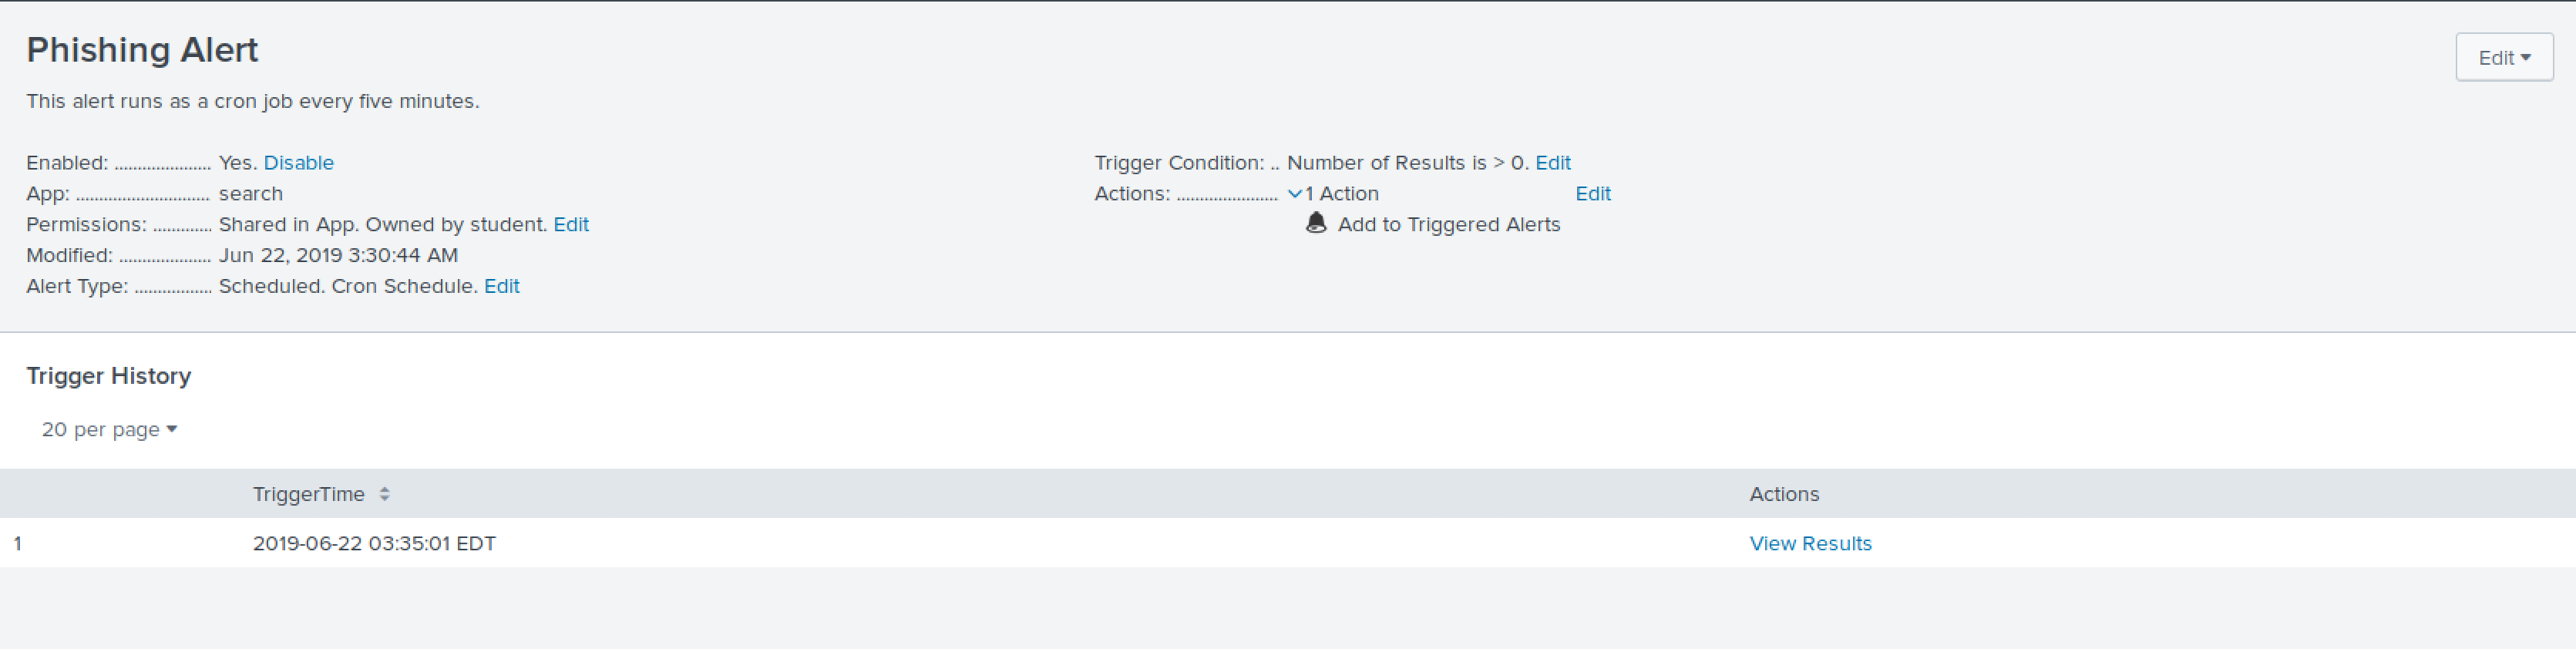 Phishing Alert
Edit
This alert runs as a cron job every five minutes.
Enabled: ..................... Yes. Disable
App: ............................. search
Permissions: ............. Shared in App. Owned by student. Edit
Modified: .................... Jun 22, 2019 3:30:44 AM
Alert Type: ................. Scheduled. Cron Schedule. Edit
Trigger Condition: .. Number of Results is > 0. Edit
Actions: ...................... 1 Action Edit
Add to Triggered Alerts
Trigger History
20 per page
TriggerTime Actions
1 2019-06-22 03:35:01 EDT View Results